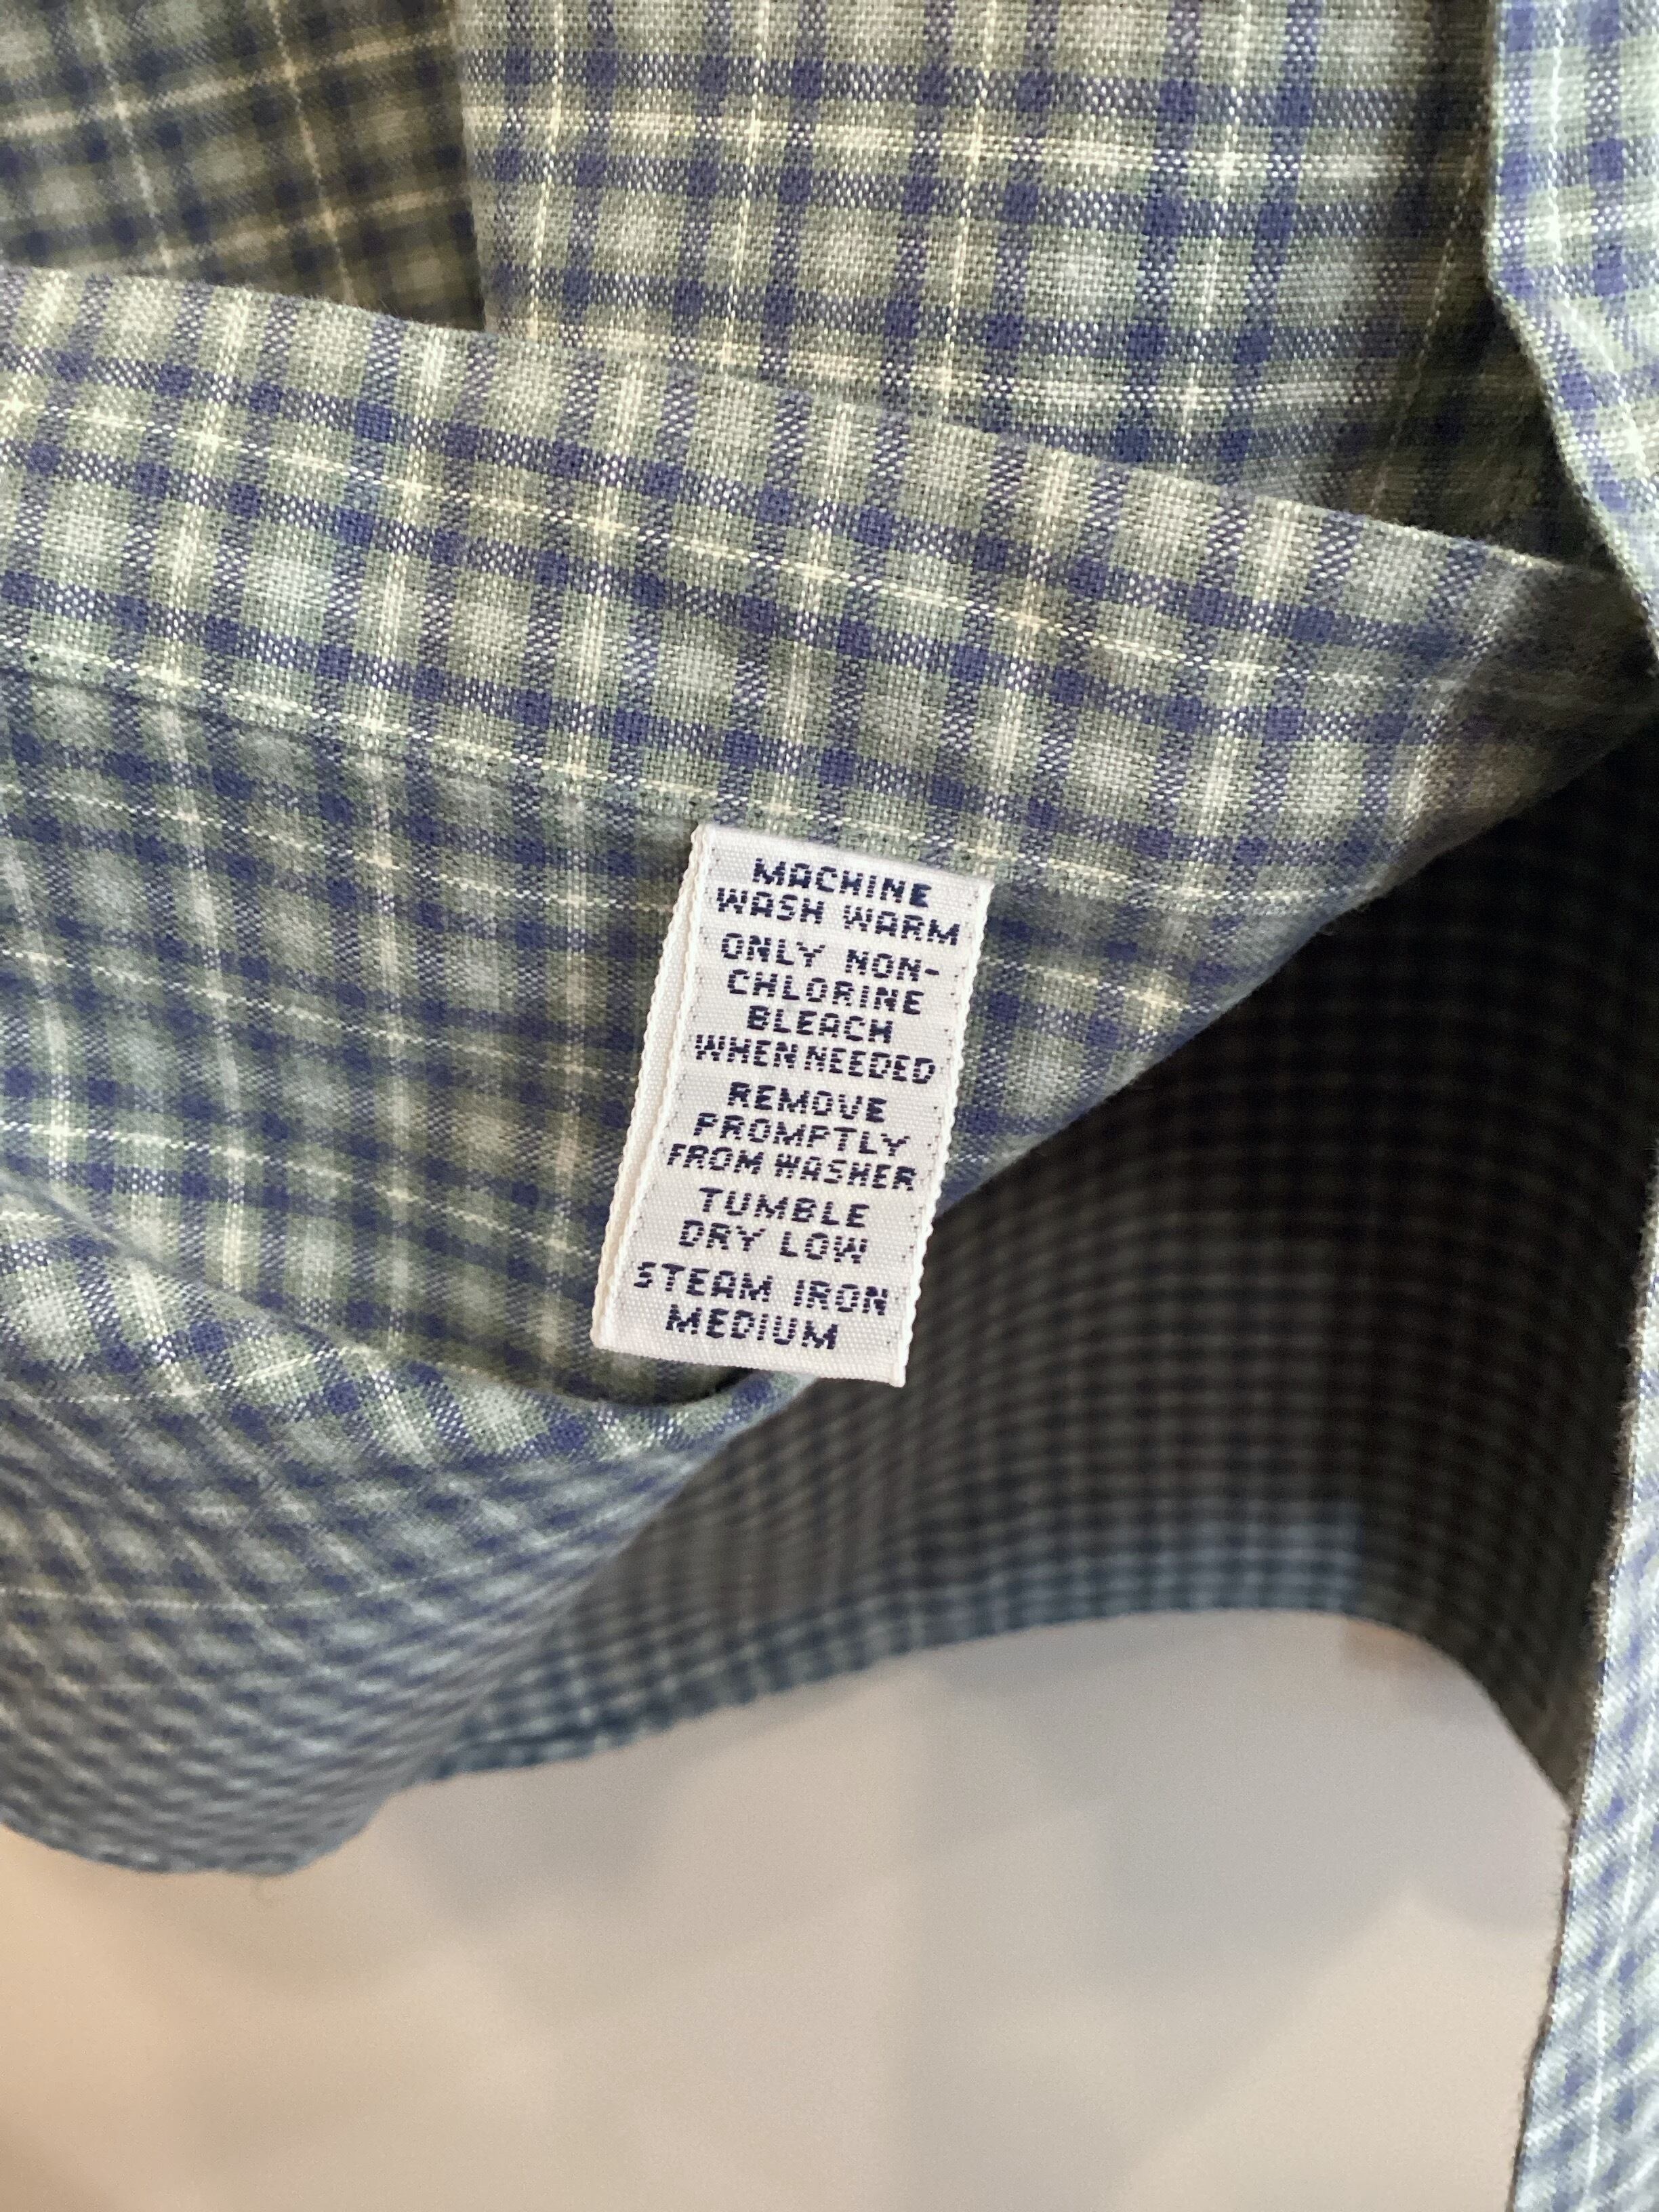 MACHINE
WASH WARM
ONLY NON-
CHLORINE
BLEACH
WHEN NEEDED
REMOVE
PROMPTLY
FROM WASHER
TUMBLE
DRY LOW
STEAM IRON
MEDIUM